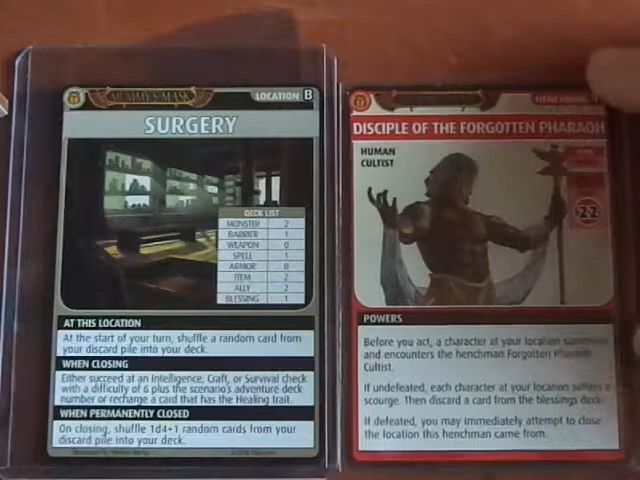 MUMMY'S MASK
LOCATION B
SURGERY
DECK LIST
MONSTER 2
BARRIER 1
WEAPON 0
SPELL 1
ARMOR 0
ITEM 2
ALLY 2
BLESSING 1
AT THIS LOCATION
At the start of your turn, shuffle a random card from
your discard pile into your deck.
WHEN CLOSING
Either succeed at an Intelligence, Craft, or Survival check
with a difficulty of 6 plus the scenario's adventure deck
number or recharge a card that has the Healing trait.
WHEN PERMANENTLY CLOSED
On closing, shuffle 1d4+1 random cards from your
discard pile into your deck.
DISCIPLE OF THE FORGOTTEN PHARAOH
HUMAN
CULTIST
POWERS
Before you act, a character at your location summons
and encounters the henchman Forgotten Pharaoh
Cultist.
If undefeated, each character at your location suffers a
scourge. Then discard a card from the blessings deck.
If defeated, you may immediately attempt to close
the location this henchman came from.